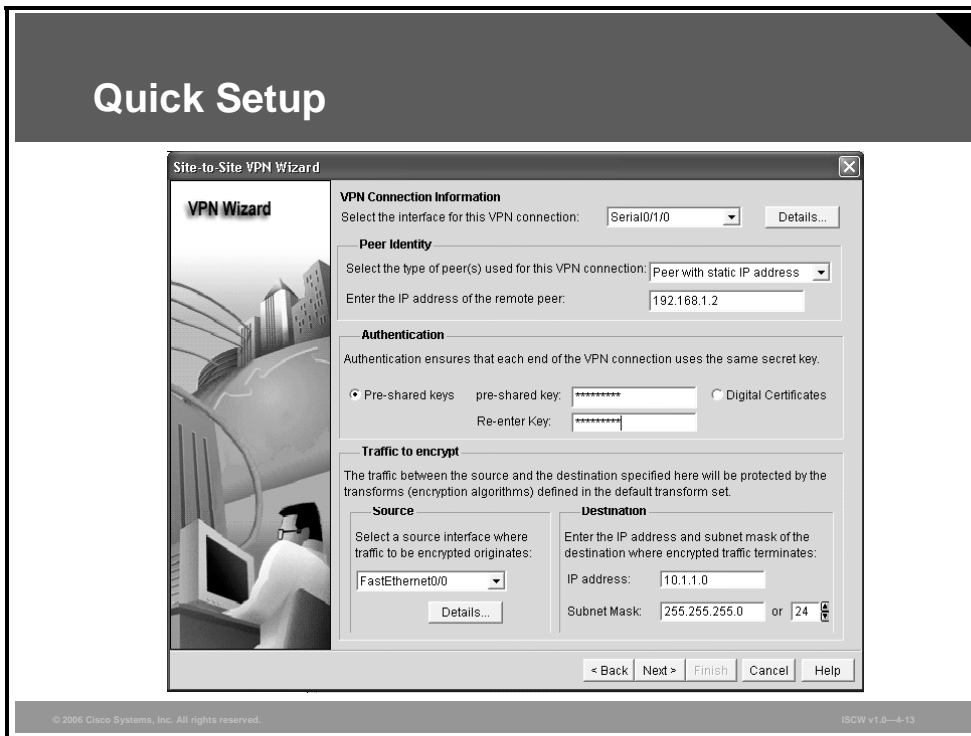 Quick Setup
Site-to-Site VPN Wizard
VPN Wizard
VPN Connection Information
Select the interface for this VPN connection: Serial0/1/0 Details...
Peer Identity
Select the type of peer(s) used for this VPN connection: Peer with static IP address
Enter the IP address of the remote peer: 192.168.1.2
Authentication
Authentication ensures that each end of the VPN connection uses the same secret key.
Pre-shared keys pre-shared key: ********* Digital Certificates
Re-enter Key: *********
Traffic to encrypt
The traffic between the source and the destination specified here will be protected by the
transforms (encryption algorithms) defined in the default transform set.
Source
Select a source interface where
traffic to be encrypted originates:
FastEthernet0/0
Details...
Destination
Enter the IP address and subnet mask of the
destination where encrypted traffic terminates:
IP address: 10.1.1.0
Subnet Mask: 255.255.255.0 or 24
< Back Next > Finish Cancel Help
© 2006 Cisco Systems, Inc. All rights reserved. ISCW v1.0—4-13